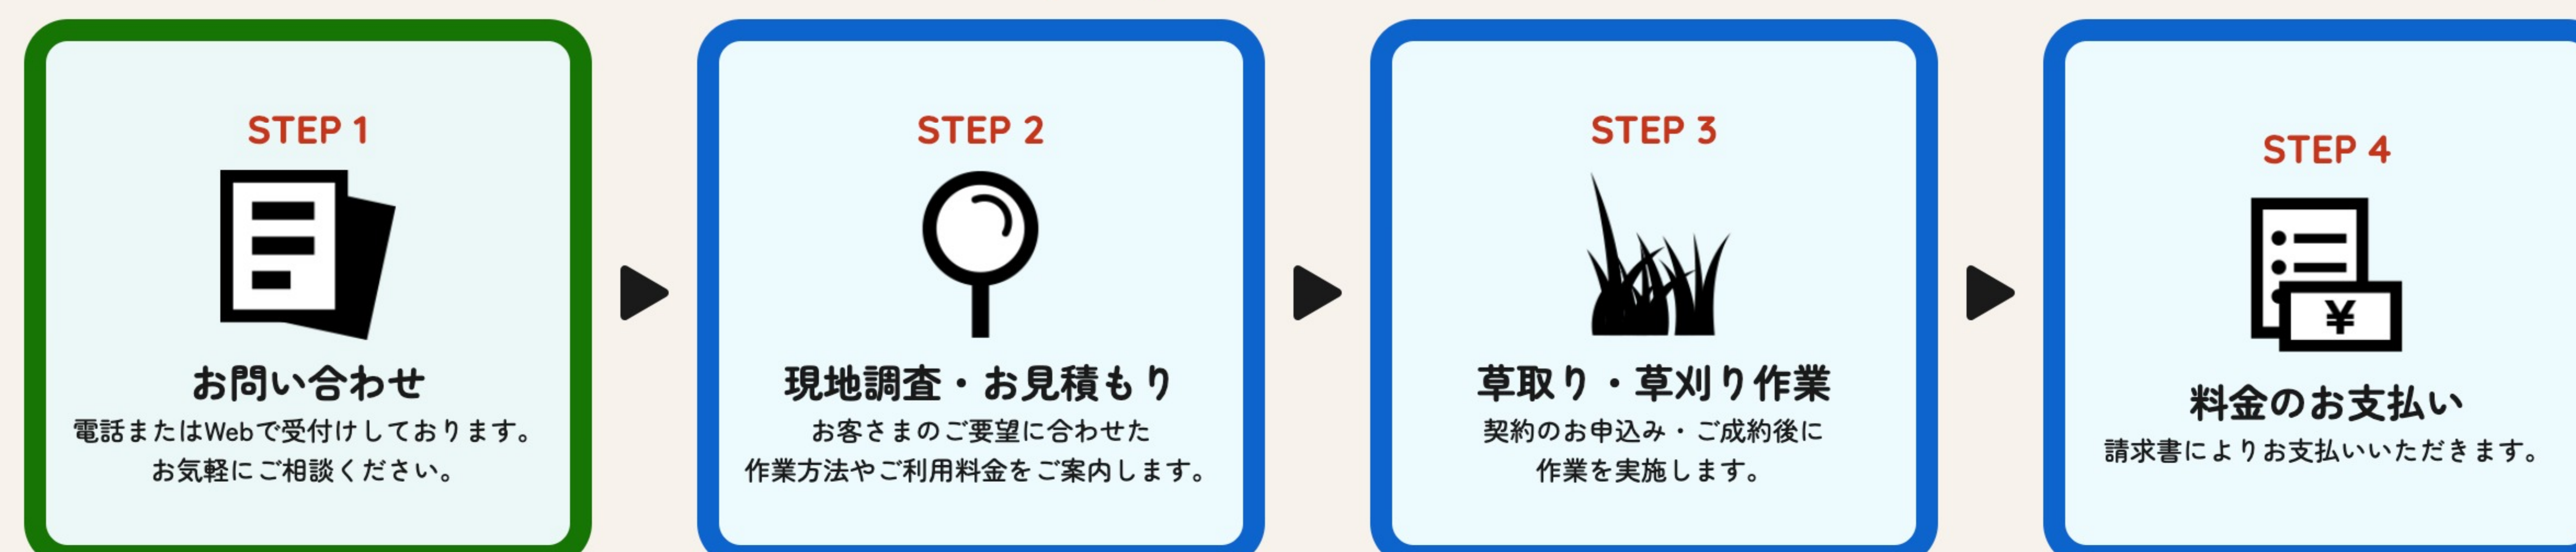 STEP 1
お問い合わせ
電話またはWebで受付けしております。
お気軽にご相談ください。
STEP 2
現地調査・お見積もり
お客さまのご要望に合わせた
作業方法やご利用料金をご案内します。
STEP 3
草取り・草刈り作業
契約のお申込み・ご成約後に
作業を実施します。
STEP 4
¥
料金のお支払い
請求書によりお支払いいただきます。